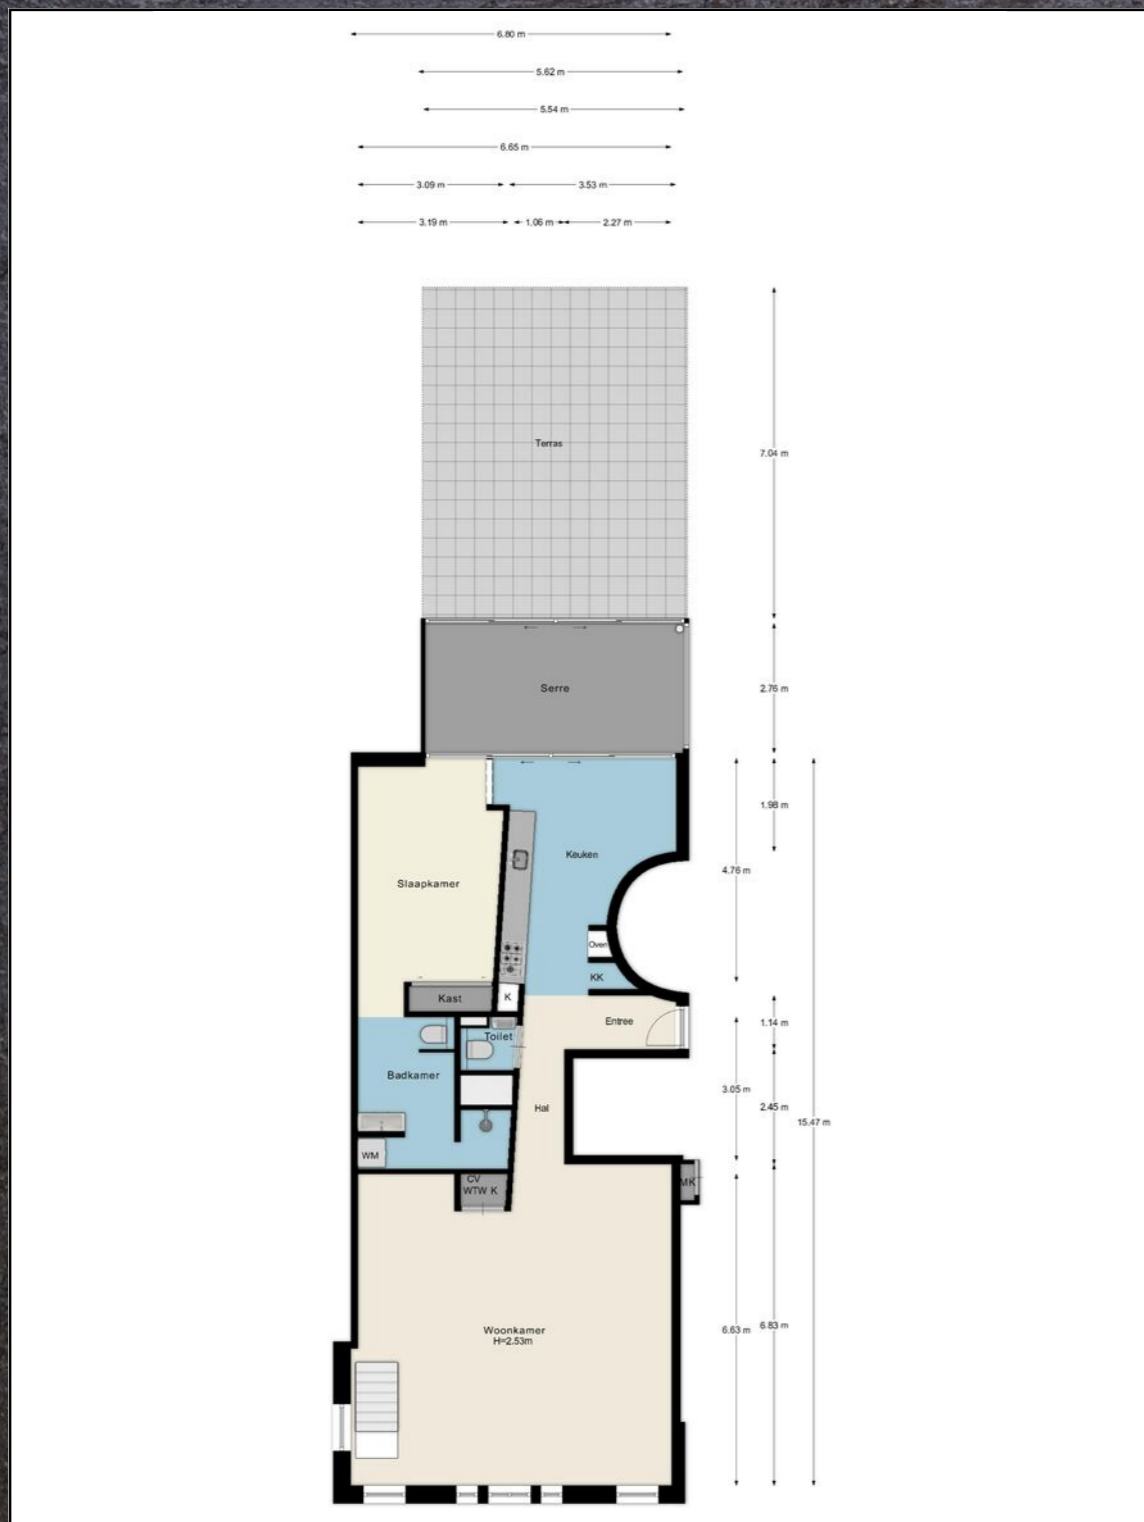 6.80 m
5.62 m
5.54 m
6.65 m
3.09 m
3.53 m
3.19 m
1.06 m
2.27 m
Terras
7.04 m
Serre
2.76 m
1.98 m
Keuken
4.76 m
Slaapkamer
Oven
KK
Kast
K
Entree
1.14 m
Toilet
Badkamer
3.05 m
Hal
2.45 m
15.47 m
WM
CV
WTW K
MK
Woonkamer
H=2.53m
6.63 m
6.83 m